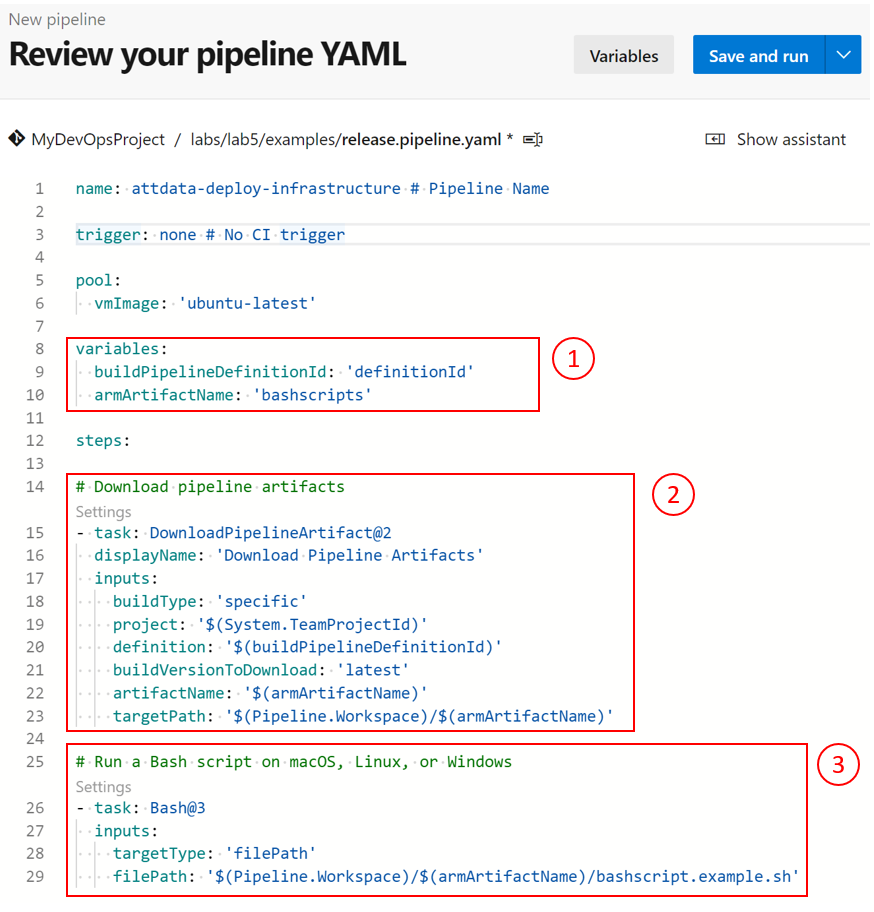 New pipeline
Review your pipeline YAML
Variables
Save and run
MyDevOpsProject / labs/lab5/examples/release.pipeline.yaml *
Show assistant
1 name: attdata-deploy-infrastructure # Pipeline Name
2
3 trigger: none # No CI trigger
4
5 pool:
6   vmImage: 'ubuntu-latest'
7
8 variables:
9   buildPipelineDefinitionId: 'definitionId'
10   armArtifactName: 'bashscripts'
1
11
12 steps:
13
14 # Download pipeline artifacts
2
Settings
15 - task: DownloadPipelineArtifact@2
16   displayName: 'Download Pipeline Artifacts'
17   inputs:
18     buildType: 'specific'
19     project: '$(System.TeamProjectId)'
20     definition: '$(buildPipelineDefinitionId)'
21     buildVersionToDownload: 'latest'
22     artifactName: '$(armArtifactName)'
23     targetPath: '$(Pipeline.Workspace)/$(armArtifactName)'
24
25 # Run a Bash script on macOS, Linux, or Windows
3
Settings
26 - task: Bash@3
27   inputs:
28     targetType: 'filePath'
29     filePath: '$(Pipeline.Workspace)/$(armArtifactName)/bashscript.example.sh'